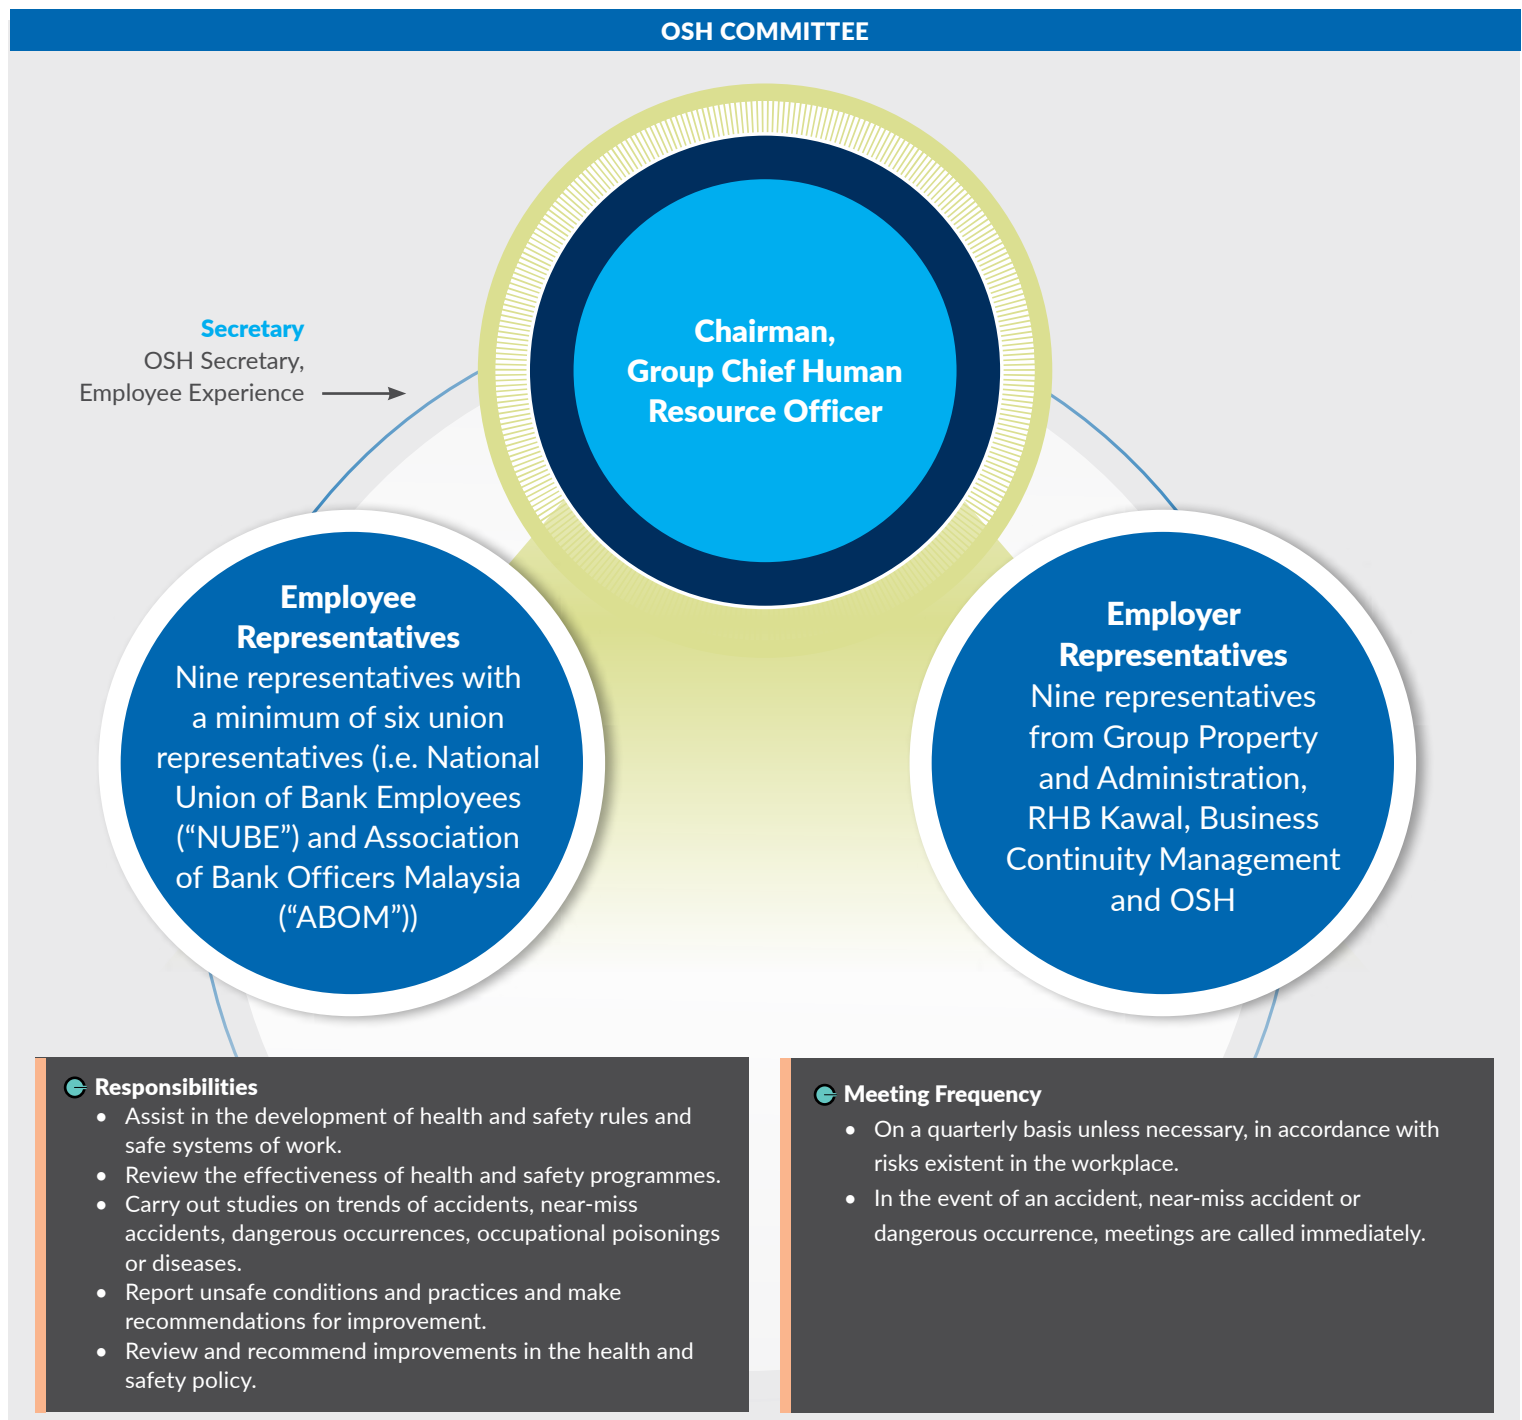 OSH COMMITTEE
Chairman,
Group Chief Human
Resource Officer
Secretary
OSH Secretary,
Employee Experience
Employee
Representatives
Nine representatives with
a minimum of six union
representatives (i.e. National
Union of Bank Employees
(“NUBE”) and Association
of Bank Officers Malaysia
(“ABOM”))
Employer
Representatives
Nine representatives
from Group Property
and Administration,
RHB Kawal, Business
Continuity Management
and OSH
Responsibilities
• Assist in the development of health and safety rules and
safe systems of work.
• Review the effectiveness of health and safety programmes.
• Carry out studies on trends of accidents, near-miss
accidents, dangerous occurrences, occupational poisonings
or diseases.
• Report unsafe conditions and practices and make
recommendations for improvement.
• Review and recommend improvements in the health and
safety policy.
Meeting Frequency
• On a quarterly basis unless necessary, in accordance with
risks existent in the workplace.
• In the event of an accident, near-miss accident or
dangerous occurrence, meetings are called immediately.